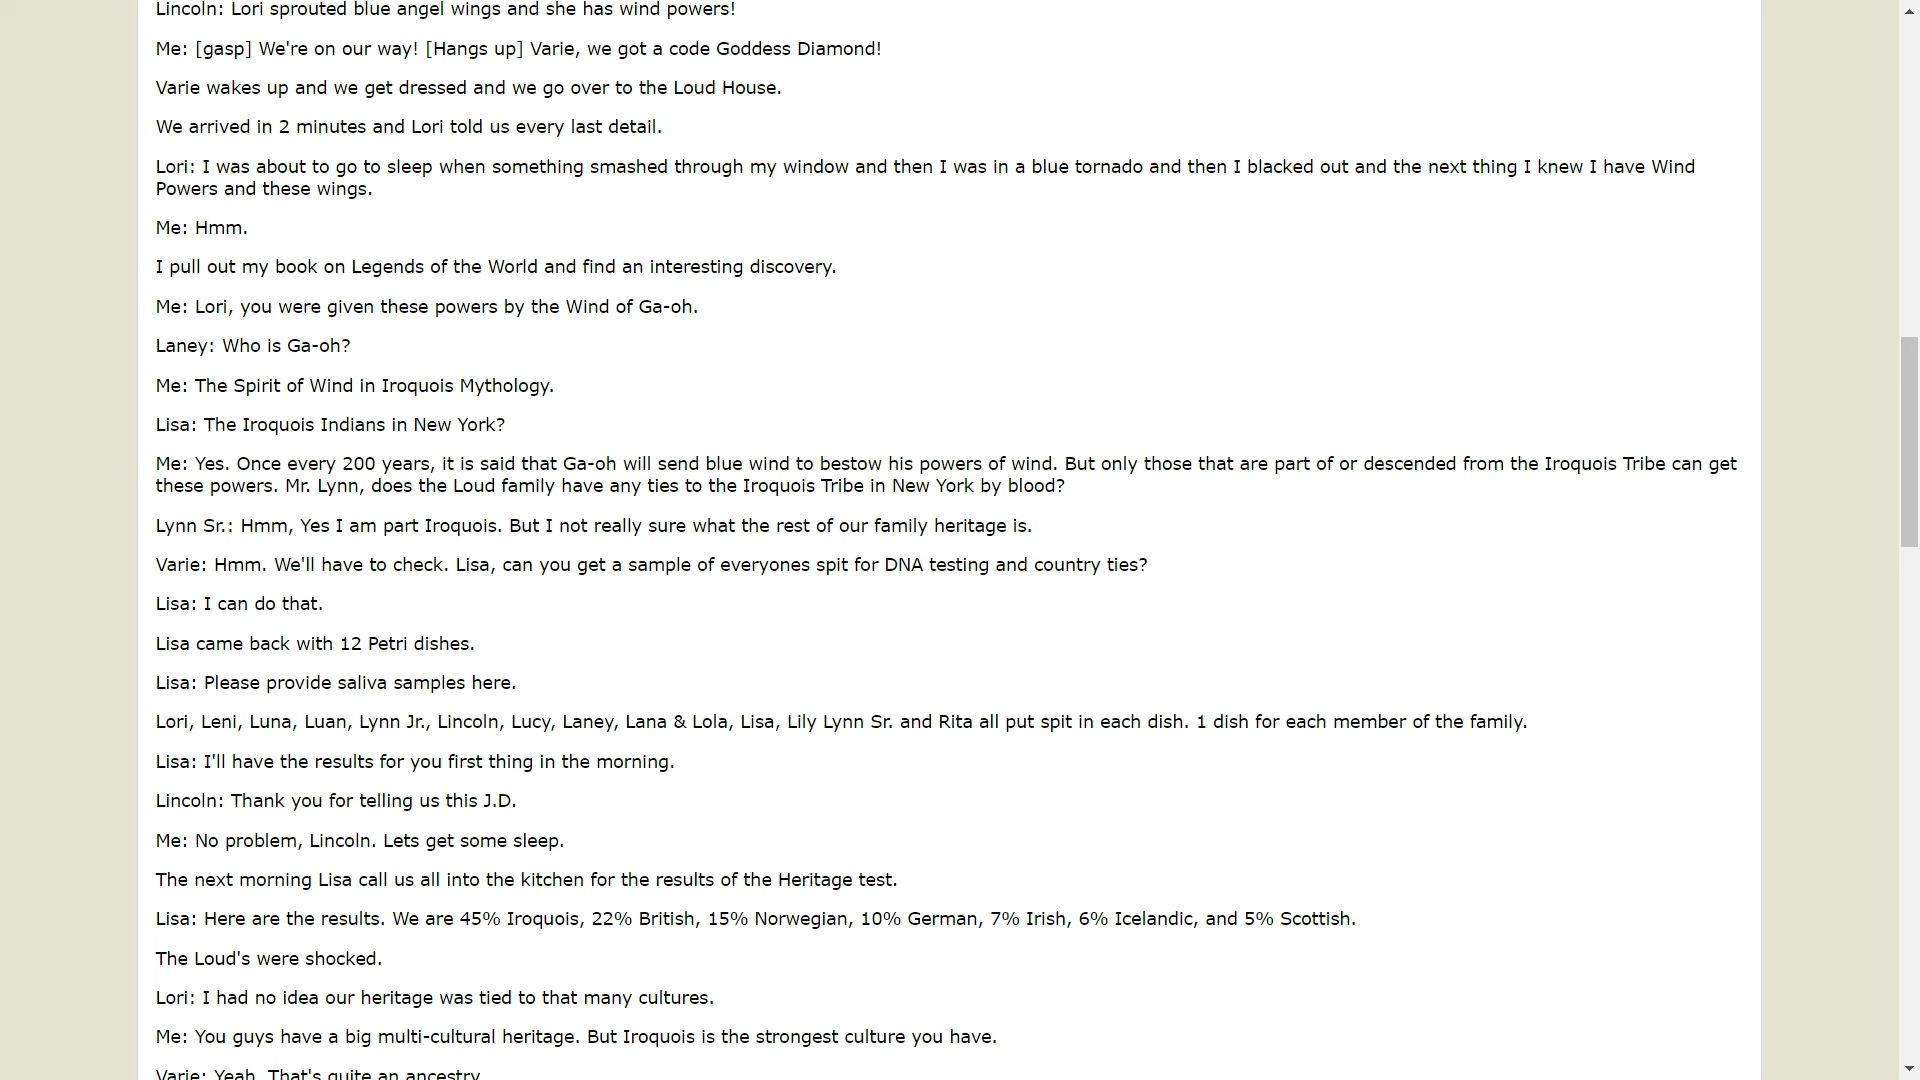 Lincoln: Lori sprouted blue angel wings and she has wind powers!
Me: [gasp] We're on our way! [Hangs up] Varie, we got a code Goddess Diamond!
Varie wakes up and we get dressed and we go over to the Loud House.
We arrived in 2 minutes and Lori told us every last detail.
Lori: I was about to go to sleep when something smashed through my window and then I was in a blue tornado and then I blacked out and the next thing I knew I have Wind
Powers and these wings.
Me: Hmm.
I pull out my book on Legends of the World and find an interesting discovery.
Me: Lori, you were given these powers by the Wind of Ga-oh.
Laney: Who is Ga-oh?
Me: The Spirit of Wind in Iroquois Mythology.
Lisa: The Iroquois Indians in New York?
Me: Yes. Once every 200 years, it is said that Ga-oh will send blue wind to bestow his powers of wind. But only those that are part of or descended from the Iroquois Tribe can get
these powers. Mr. Lynn, does the Loud family have any ties to the Iroquois Tribe in New York by blood?
Lynn Sr.: Hmm, Yes I am part Iroquois. But I not really sure what the rest of our family heritage is.
Varie: Hmm. We'll have to check. Lisa, can you get a sample of everyones spit for DNA testing and country ties?
Lisa: I can do that.
Lisa came back with 12 Petri dishes.
Lisa: Please provide saliva samples here.
Lori, Leni, Luna, Luan, Lynn Jr., Lincoln, Lucy, Laney, Lana & Lola, Lisa, Lily Lynn Sr. and Rita all put spit in each dish. 1 dish for each member of the family.
Lisa: I'll have the results for you first thing in the morning.
Lincoln: Thank you for telling us this J.D.
Me: No problem, Lincoln. Lets get some sleep.
The next morning Lisa call us all into the kitchen for the results of the Heritage test.
Lisa: Here are the results. We are 45% Iroquois, 22% British, 15% Norwegian, 10% German, 7% Irish, 6% Icelandic, and 5% Scottish.
The Loud's were shocked.
Lori: I had no idea our heritage was tied to that many cultures.
Me: You guys have a big multi-cultural heritage. But Iroquois is the strongest culture you have.
Varie: Yeah. That's quite an ancestry.